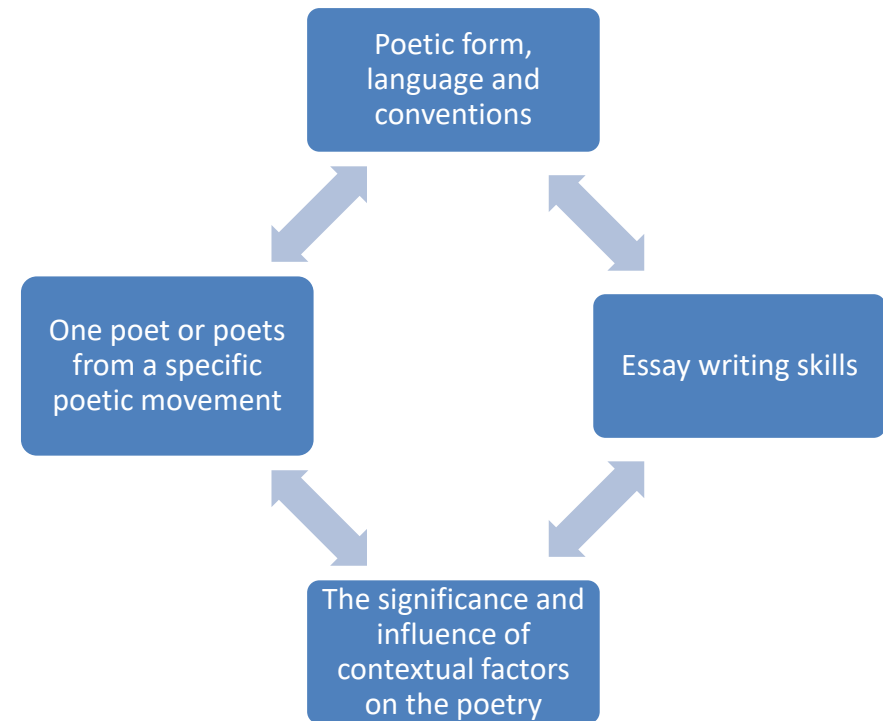 Poetic form,
language and
conventions
One poet or poets
from a specific
poetic movement
Essay writing skills
The significance and
influence of
contextual factors
on the poetry